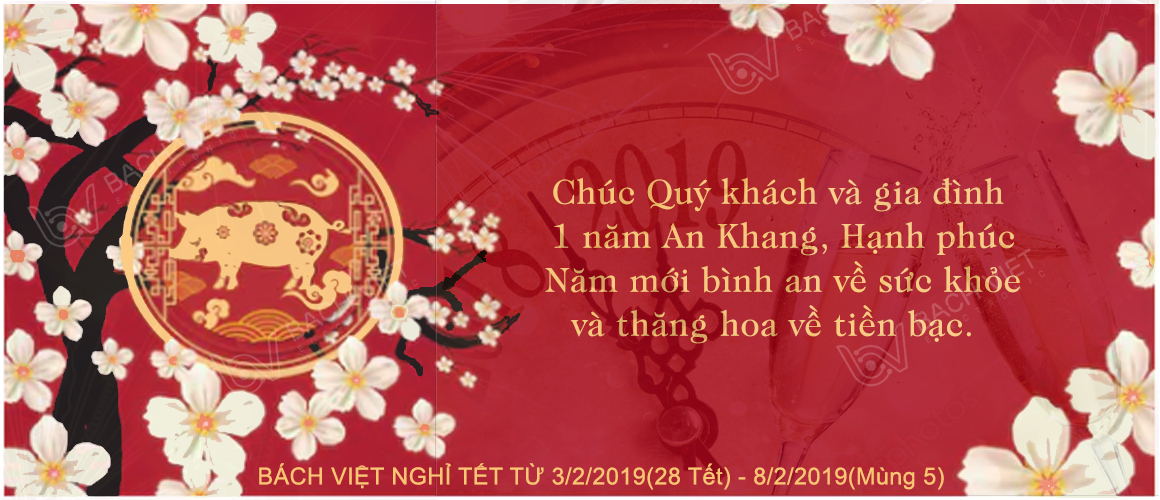 2019
Chúc Quý khách và gia đình
1 năm An Khang, Hạnh phúc
Năm mới bình an về sức khỏe
và thăng hoa về tiền bạc.
BÁCH VIỆT NGHỈ TẾT TỪ 3/2/2019(28 Tết) - 8/2/2019(Mùng 5)